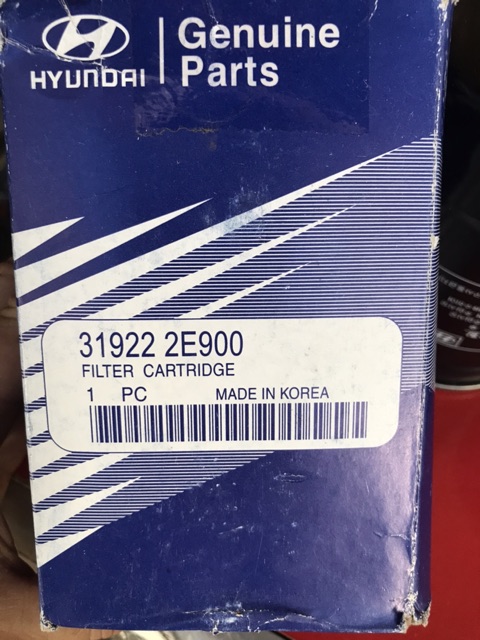 HYUNDAI
Genuine
Parts
31922 2E900
FILTER CARTRIDGE
1 PC MADE IN KOREA